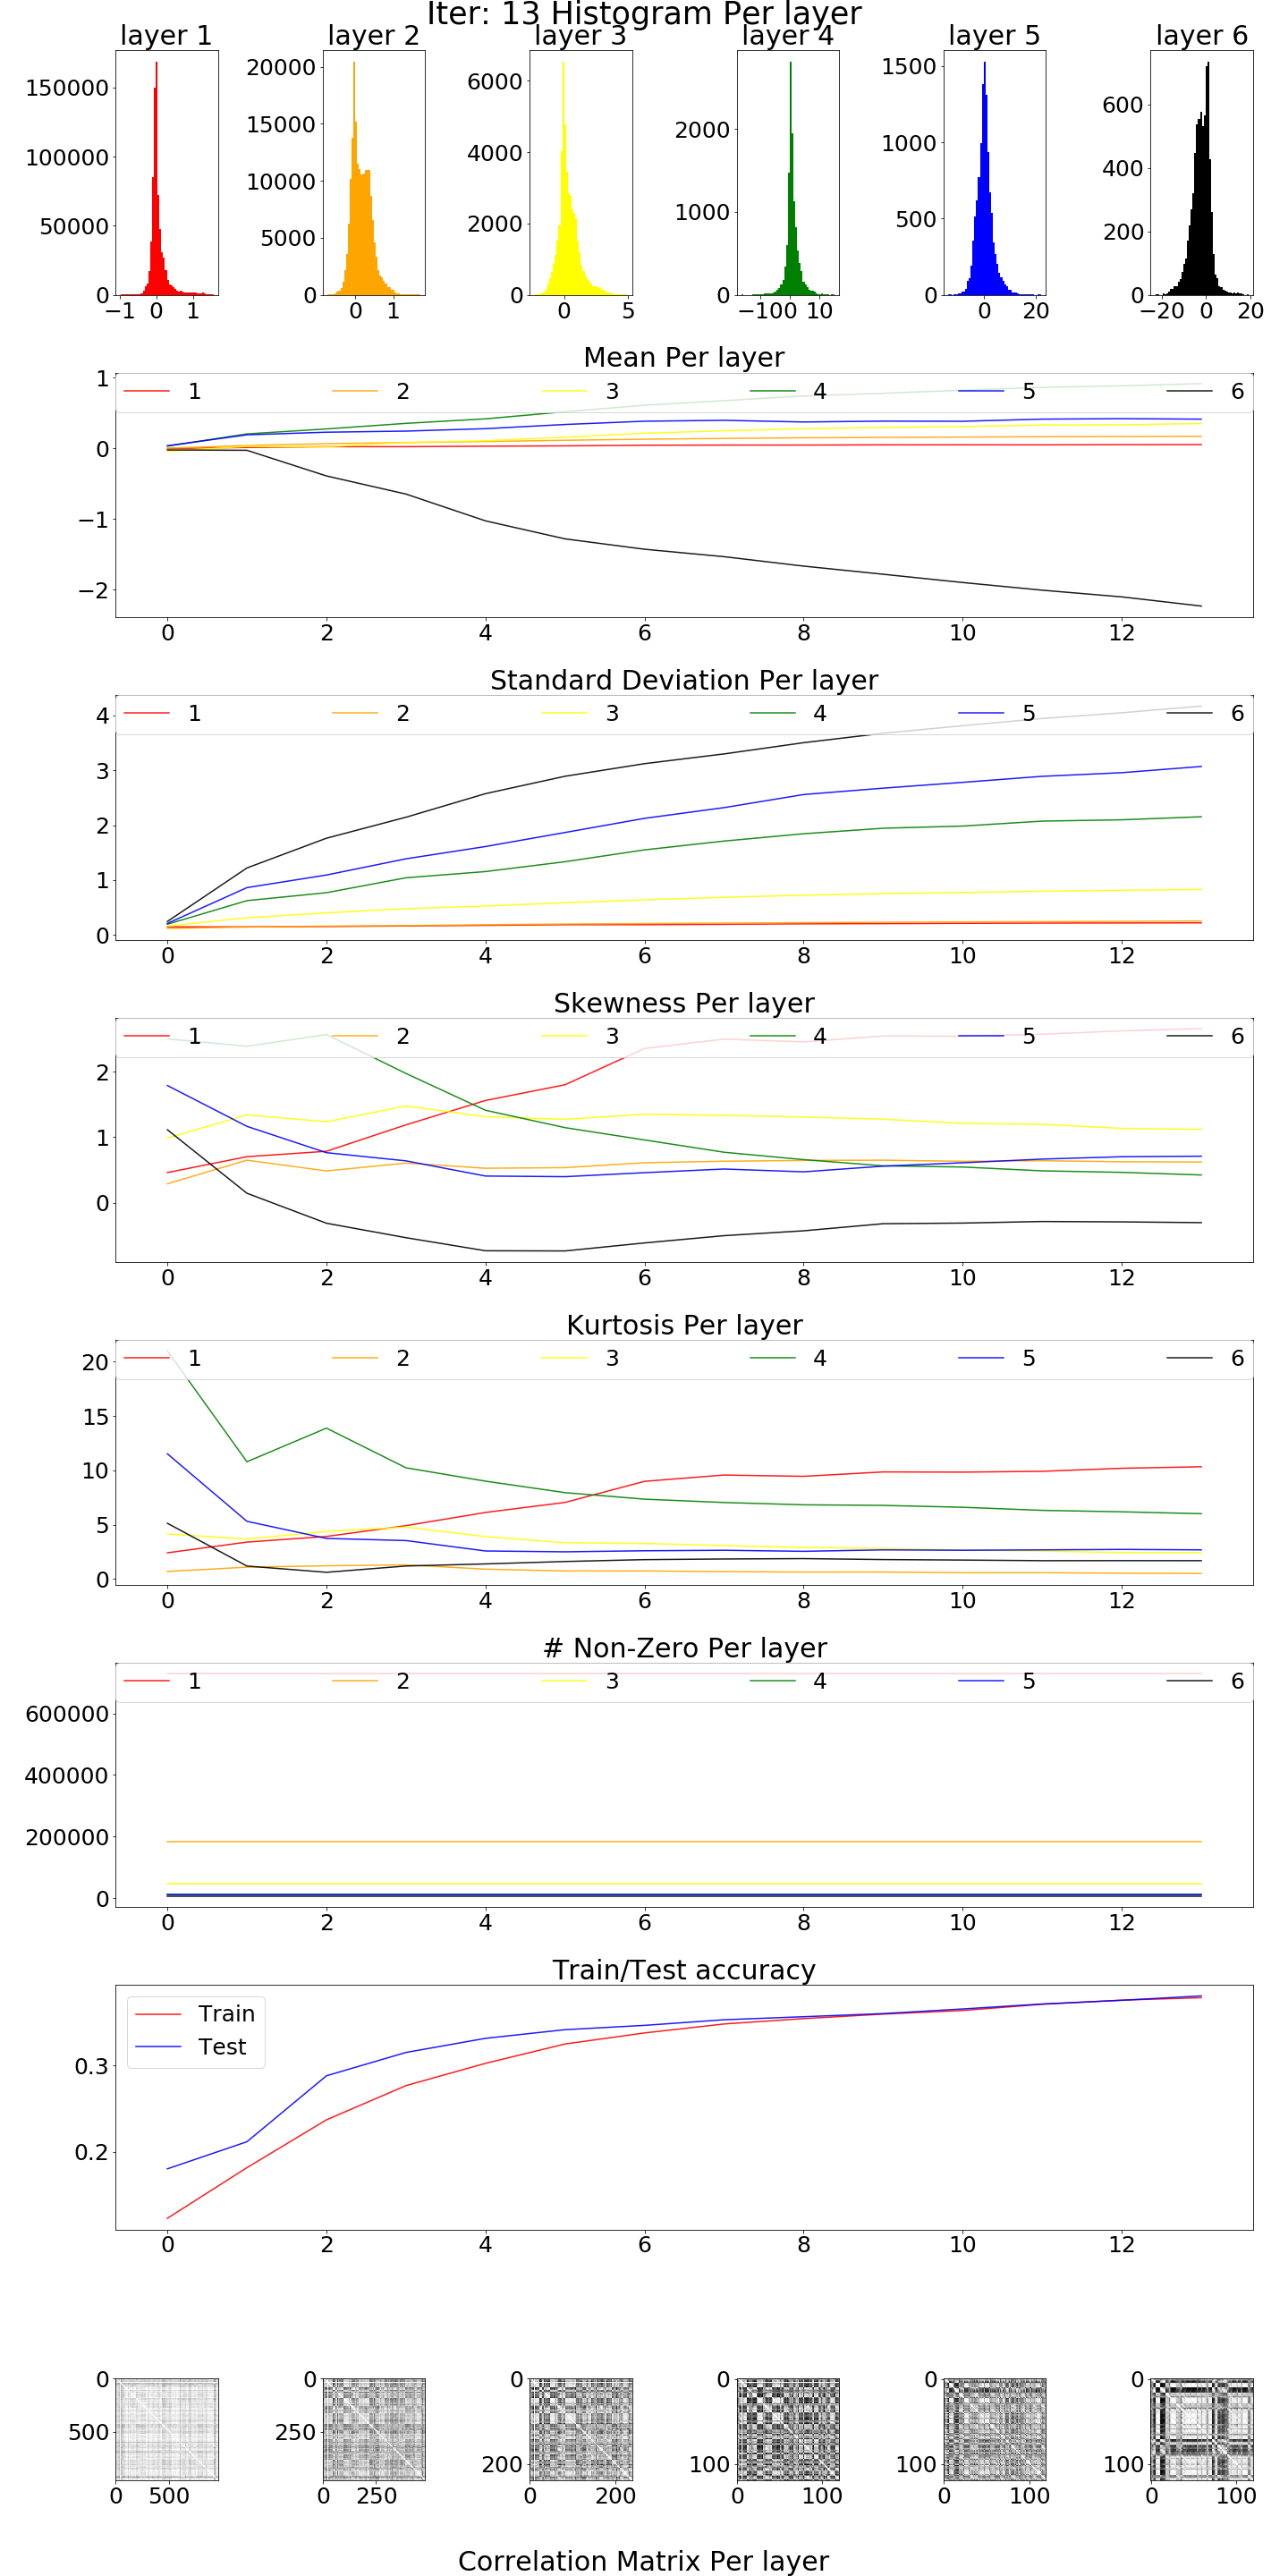 Iter: 13 Histogram Per layer
layer 1 layer 2 layer 3 layer 4 layer 5 layer 6
150000 100000 50000 0
−1 0 1
20000 15000 10000 5000 0
0 1
6000 4000 2000 0
0 5
2000 1000 0
−10 0 10
1500 1000 500 0
0 20
600 400 200 0
−20 0 20
Mean Per layer
1 2 3 4 5 6
1
0
−1
−2
0 2 4 6 8 10 12
Standard Deviation Per layer
1 2 3 4 5 6
4
3
2
1
0
0 2 4 6 8 10 12
Skewness Per layer
1 2 3 4 5 6
2
1
0
0 2 4 6 8 10 12
Kurtosis Per layer
1 2 3 4 5 6
20
15
10
5
0
0 2 4 6 8 10 12
# Non-Zero Per layer
1 2 3 4 5 6
600000
400000
200000
0
0 2 4 6 8 10 12
Train/Test accuracy
Train
Test
0.3
0.2
0 2 4 6 8 10 12
0 500
0 500
0 250
0 250
0 200
0 200
0 100
0 100
0 100
0 100
0 100
0 100
Correlation Matrix Per layer